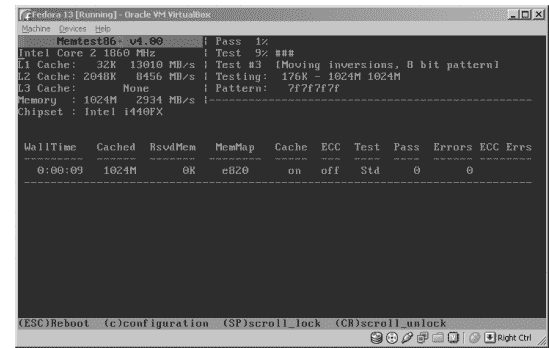 Fedora 13 [Running] - Oracle VM VirtualBox
Machine Devices Help
Memtest86+ v4.00 | Pass 1%
Intel Core 2 1860 MHz | Test 9% ###
L1 Cache: 32K 13010 MB/s | Test #3 [Moving inversions, 8 bit pattern]
L2 Cache: 2048K 8456 MB/s | Testing: 176K - 1024M 1024M
L3 Cache: None | Pattern: 7f7f7f7f
Memory : 1024M 2934 MB/s |
Chipset : Intel i440FX
WallTime Cached RsvdMem MemMap Cache ECC Test Pass Errors ECC Errs
0:00:09 1024M 0K e820 on off Std 0 0
(ESC)Reboot (c)configuration (SP)scroll_lock (CR)scroll_unlock
Right Ctrl